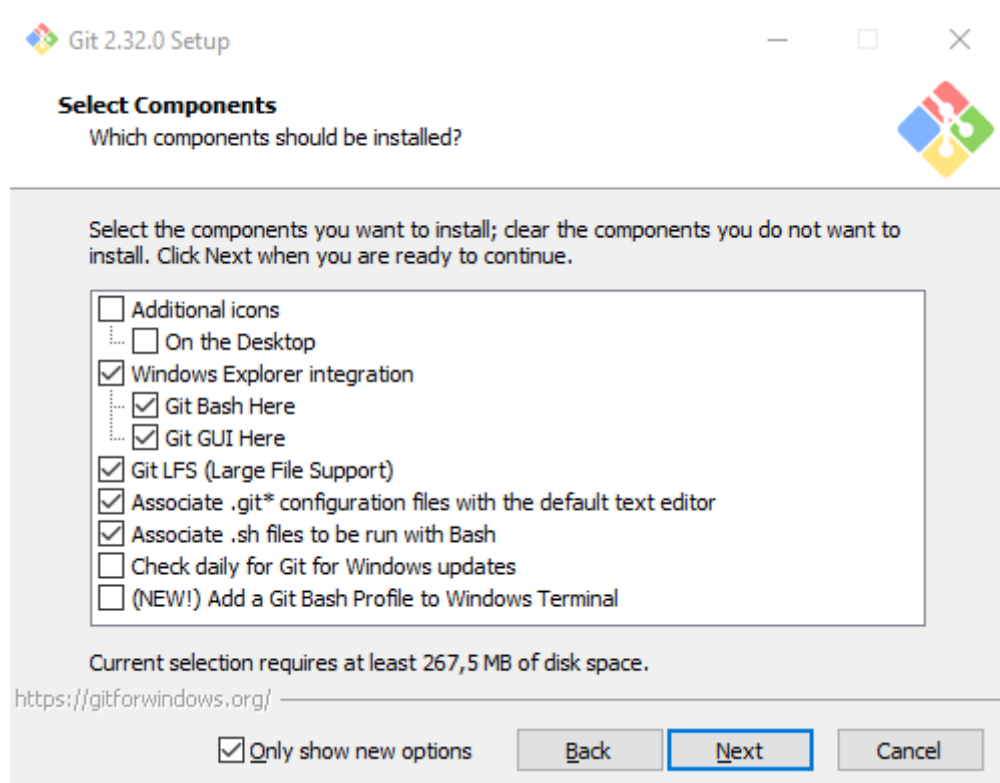 Git 2.32.0 Setup
Select Components
Which components should be installed?
Select the components you want to install; clear the components you do not want to
install. Click Next when you are ready to continue.
Additional icons
On the Desktop
Windows Explorer integration
Git Bash Here
Git GUI Here
Git LFS (Large File Support)
Associate .git* configuration files with the default text editor
Associate .sh files to be run with Bash
Check daily for Git for Windows updates
(NEW!) Add a Git Bash Profile to Windows Terminal
Current selection requires at least 267,5 MB of disk space.
https://gitforwindows.org/
Only show new options Back Next Cancel